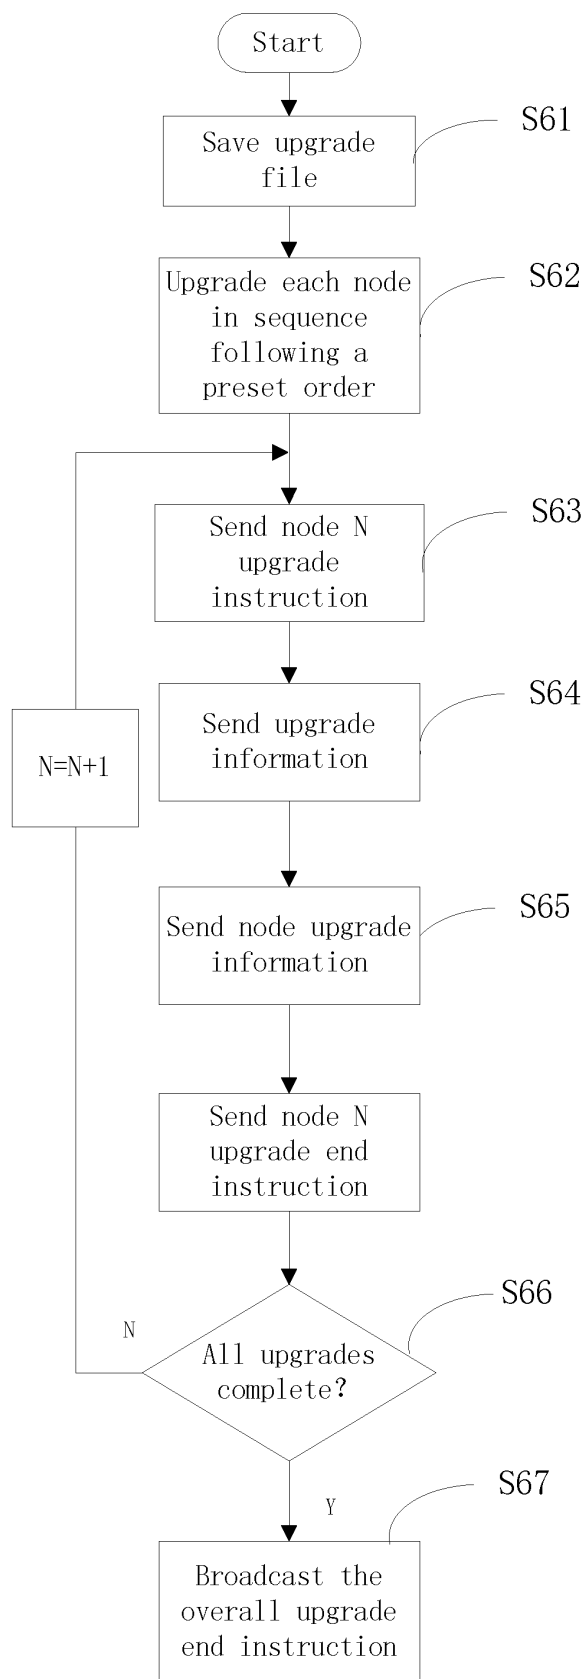 Start
S61
Save upgrade
file
S62
Upgrade each node
in sequence
following a
preset order
S63
Send node N
upgrade
instruction
S64
Send upgrade
information
N=N+1
S65
Send node upgrade
information
Send node N
upgrade end
instruction
S66
N
All upgrades
complete?
S67
Y
Broadcast the
overall upgrade
end instruction